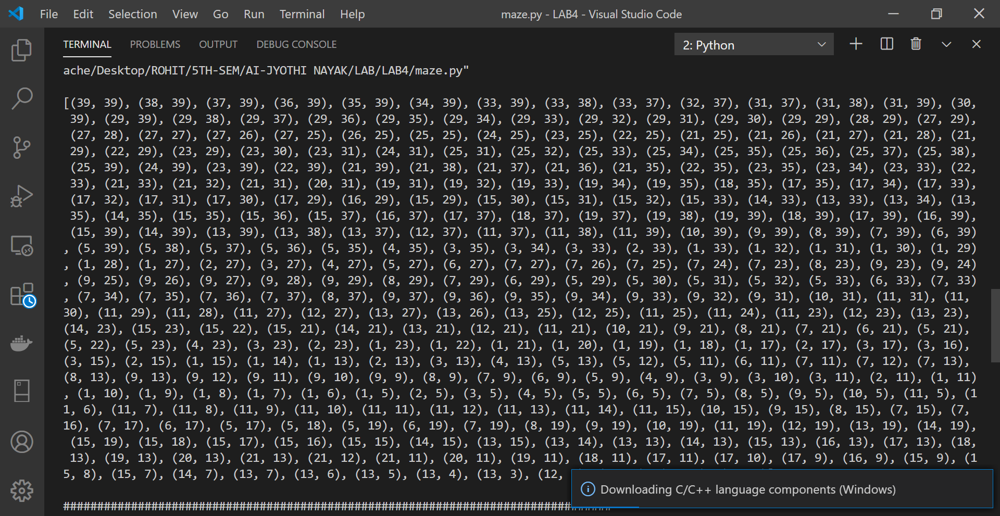 File Edit Selection View Go Run Terminal Help maze.py - LAB4 - Visual Studio Code
TERMINAL PROBLEMS OUTPUT DEBUG CONSOLE 2: Python
ache/Desktop/ROHIT/5TH-SEM/AI-JYOTHI NAYAK/LAB/LAB4/maze.py"
[(39, 39), (38, 39), (37, 39), (36, 39), (35, 39), (34, 39), (33, 39), (33, 38), (33, 37), (32, 37), (31, 37), (31, 38), (31, 39), (30,
39), (29, 39), (29, 38), (29, 37), (29, 36), (29, 35), (29, 34), (29, 33), (29, 32), (29, 31), (29, 30), (29, 29), (28, 29), (27, 29),
(27, 28), (27, 27), (27, 26), (27, 25), (26, 25), (25, 25), (24, 25), (23, 25), (22, 25), (21, 25), (21, 26), (21, 27), (21, 28), (21,
29), (22, 29), (23, 29), (23, 30), (23, 31), (24, 31), (25, 31), (25, 32), (25, 33), (25, 34), (25, 35), (25, 36), (25, 37), (25, 38),
(25, 39), (24, 39), (23, 39), (22, 39), (21, 39), (21, 38), (21, 37), (21, 36), (21, 35), (22, 35), (23, 35), (23, 34), (23, 33), (22,
33), (21, 33), (21, 32), (21, 31), (20, 31), (19, 31), (19, 32), (19, 33), (19, 34), (19, 35), (18, 35), (17, 35), (17, 34), (17, 33),
(17, 32), (17, 31), (17, 30), (17, 29), (16, 29), (15, 29), (15, 30), (15, 31), (15, 32), (15, 33), (14, 33), (13, 33), (13, 34), (13,
35), (14, 35), (15, 35), (15, 36), (15, 37), (16, 37), (17, 37), (18, 37), (19, 37), (19, 38), (19, 39), (18, 39), (17, 39), (16, 39),
(15, 39), (14, 39), (13, 39), (13, 38), (13, 37), (12, 37), (11, 37), (11, 38), (11, 39), (10, 39), (9, 39), (8, 39), (7, 39), (6, 39)
, (5, 39), (5, 38), (5, 37), (5, 36), (5, 35), (4, 35), (3, 35), (3, 34), (3, 33), (2, 33), (1, 33), (1, 32), (1, 31), (1, 30), (1, 29)
, (1, 28), (1, 27), (2, 27), (3, 27), (4, 27), (5, 27), (6, 27), (7, 27), (7, 26), (7, 25), (7, 24), (7, 23), (8, 23), (9, 23), (9, 24)
, (9, 25), (9, 26), (9, 27), (9, 28), (9, 29), (8, 29), (7, 29), (6, 29), (5, 29), (5, 30), (5, 31), (5, 32), (5, 33), (6, 33), (7, 33)
, (7, 34), (7, 35), (7, 36), (7, 37), (8, 37), (9, 37), (9, 36), (9, 35), (9, 34), (9, 33), (9, 32), (9, 31), (10, 31), (11, 31), (11,
30), (11, 29), (11, 28), (11, 27), (12, 27), (13, 27), (13, 26), (13, 25), (12, 25), (11, 25), (11, 24), (11, 23), (12, 23), (13, 23),
(14, 23), (15, 23), (15, 22), (15, 21), (14, 21), (13, 21), (12, 21), (11, 21), (10, 21), (9, 21), (8, 21), (7, 21), (6, 21), (5, 21),
(5, 22), (5, 23), (4, 23), (3, 23), (2, 23), (1, 23), (1, 22), (1, 21), (1, 20), (1, 19), (1, 18), (1, 17), (2, 17), (3, 17), (3, 16),
(3, 15), (2, 15), (1, 15), (1, 14), (1, 13), (2, 13), (3, 13), (4, 13), (5, 13), (5, 12), (5, 11), (6, 11), (7, 11), (7, 12), (7, 13),
(8, 13), (9, 13), (9, 12), (9, 11), (9, 10), (9, 9), (8, 9), (7, 9), (6, 9), (5, 9), (4, 9), (3, 9), (3, 10), (3, 11), (2, 11), (1, 11)
, (1, 10), (1, 9), (1, 8), (1, 7), (1, 6), (1, 5), (2, 5), (3, 5), (4, 5), (5, 5), (6, 5), (7, 5), (8, 5), (9, 5), (10, 5), (11, 5), (1
1, 6), (11, 7), (11, 8), (11, 9), (11, 10), (11, 11), (11, 12), (11, 13), (11, 14), (11, 15), (10, 15), (9, 15), (8, 15), (7, 15), (7,
16), (7, 17), (6, 17), (5, 17), (5, 18), (5, 19), (6, 19), (7, 19), (8, 19), (9, 19), (10, 19), (11, 19), (12, 19), (13, 19), (14, 19),
(15, 19), (15, 18), (15, 17), (15, 16), (15, 15), (14, 15), (13, 15), (13, 14), (13, 13), (14, 13), (15, 13), (16, 13), (17, 13), (18,
13), (19, 13), (20, 13), (21, 13), (21, 12), (21, 11), (20, 11), (19, 11), (18, 11), (17, 11), (17, 10), (17, 9), (16, 9), (15, 9), (1
5, 8), (15, 7), (14, 7), (13, 7), (13, 6), (13, 5), (13, 4), (13, 3), (12,
Downloading C/C++ language components (Windows)
################################################################################